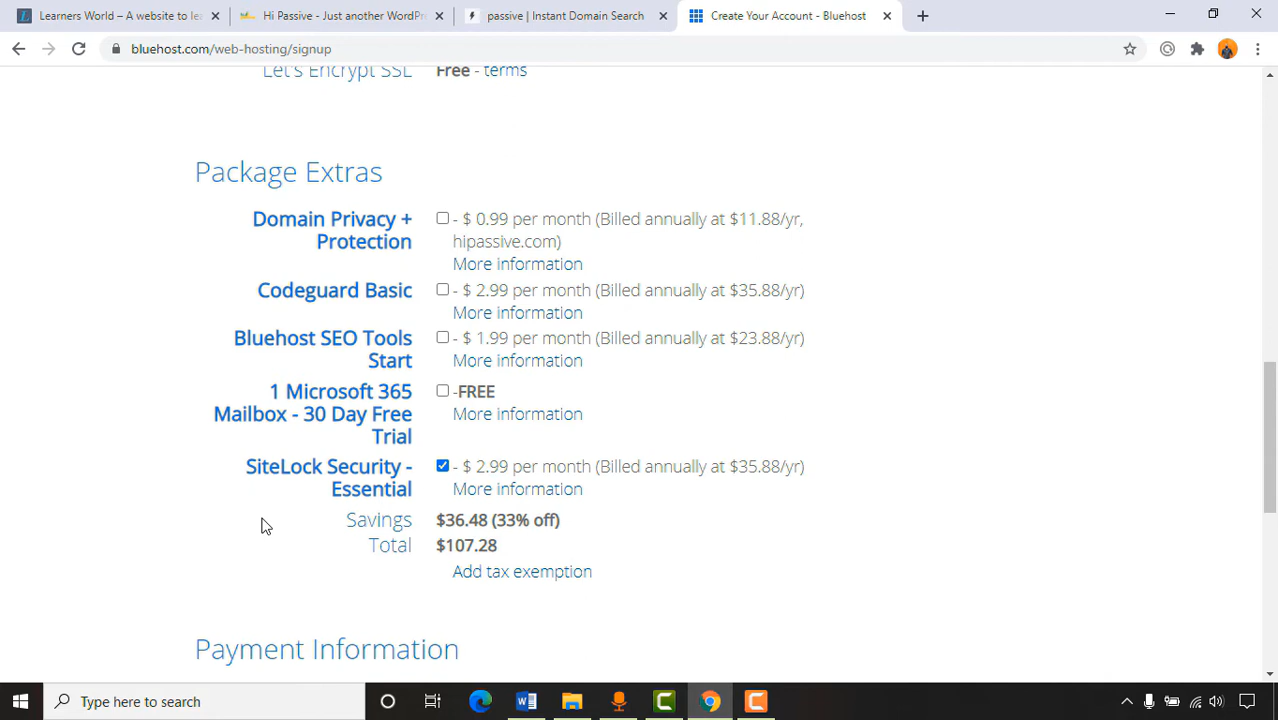 Learners World – A website to le
Hi Passive - Just another WordPr
passive | Instant Domain Search
Create Your Account - Bluehost
bluehost.com/web-hosting/signup
Let's Encrypt SSL Free - terms
Package Extras
Domain Privacy + - $ 0.99 per month (Billed annually at $11.88/yr,
Protection hipassive.com)
More information
Codeguard Basic - $ 2.99 per month (Billed annually at $35.88/yr)
More information
Bluehost SEO Tools - $ 1.99 per month (Billed annually at $23.88/yr)
Start More information
1 Microsoft 365 -FREE
Mailbox - 30 Day Free More information
Trial
SiteLock Security - - $ 2.99 per month (Billed annually at $35.88/yr)
Essential More information
Savings $36.48 (33% off)
Total $107.28
Add tax exemption
Payment Information
Type here to search